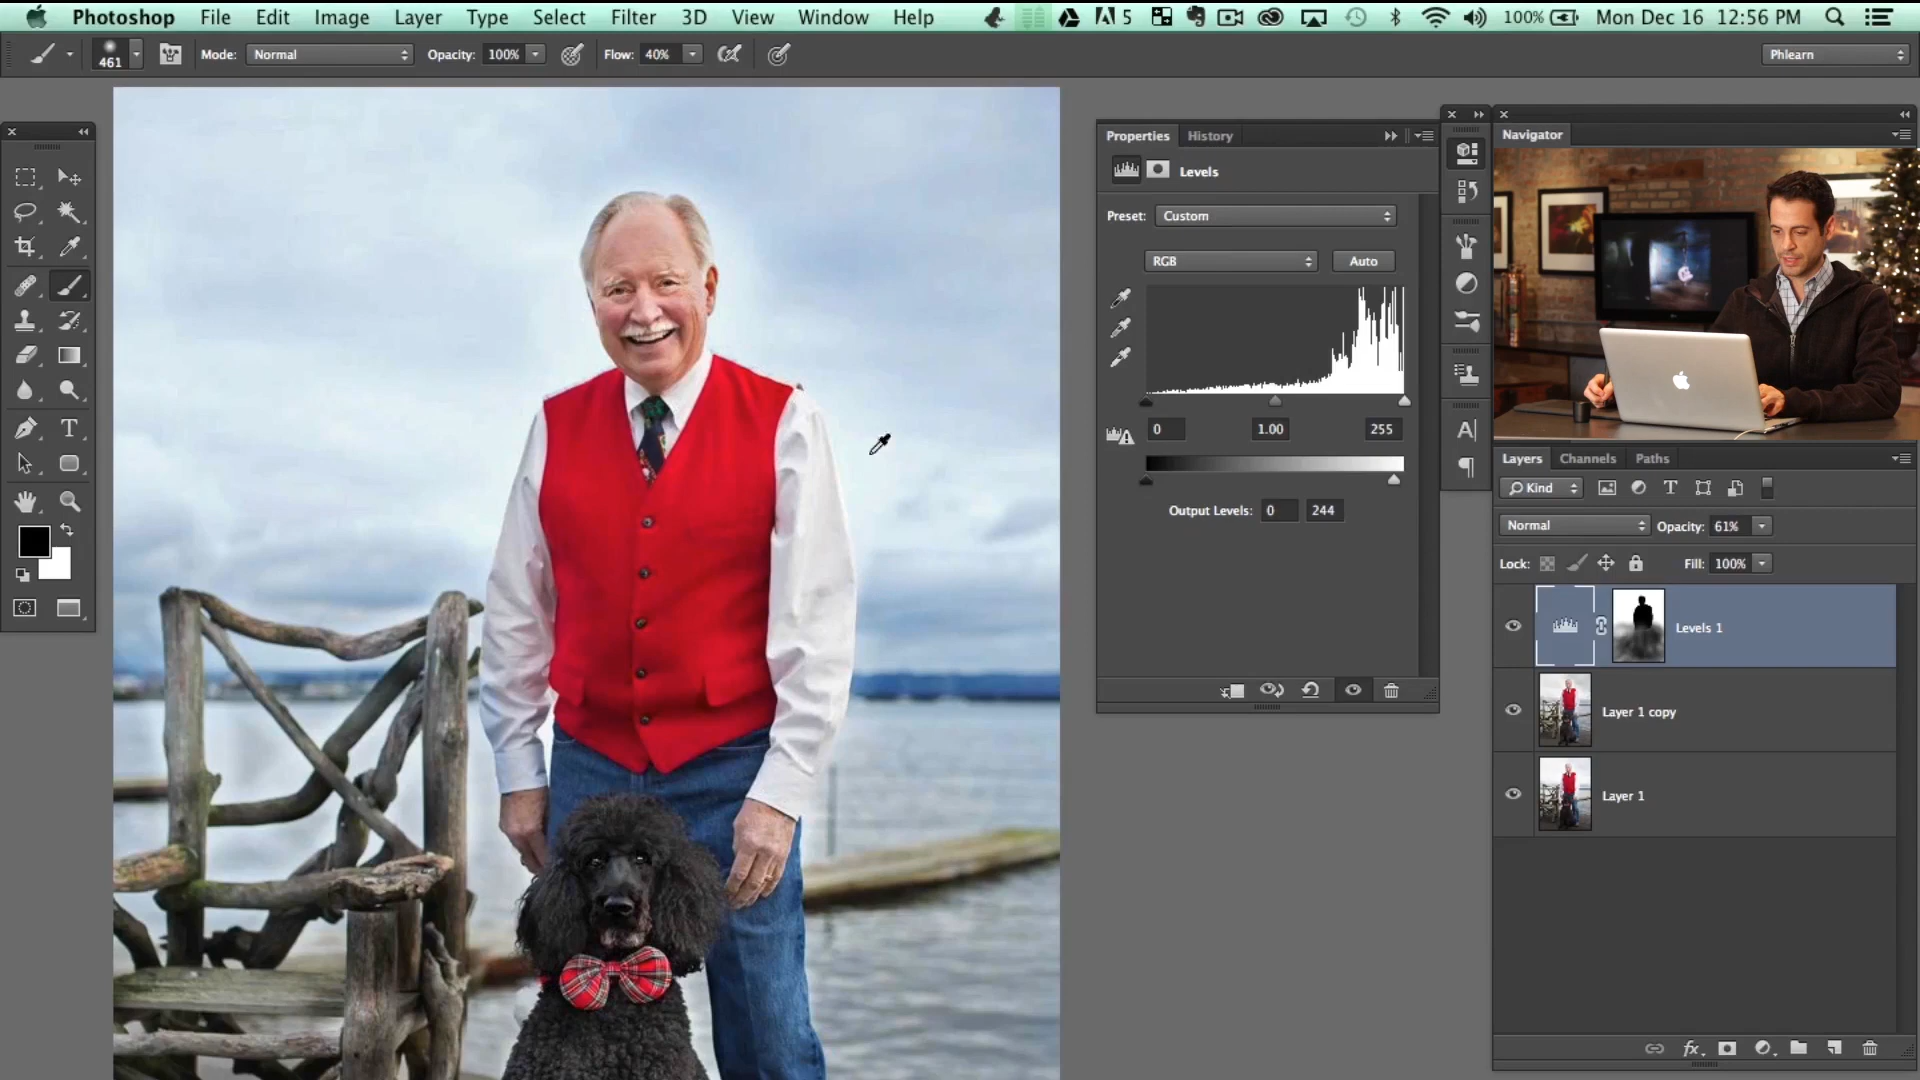 Photoshop File Edit Image Layer Type Select Filter 3D View Window Help 5 100% Mon Dec 16 12:56 PM
461 Mode: Normal Opacity: 100% Flow: 40% Phlearn
Properties History
Navigator
Levels
Preset: Custom
RGB Auto
0 1.00 255
Output Levels: 0 244
Layers Channels Paths
Kind
Normal Opacity: 61%
Lock: Fill: 100%
Levels 1
Layer 1 copy
Layer 1